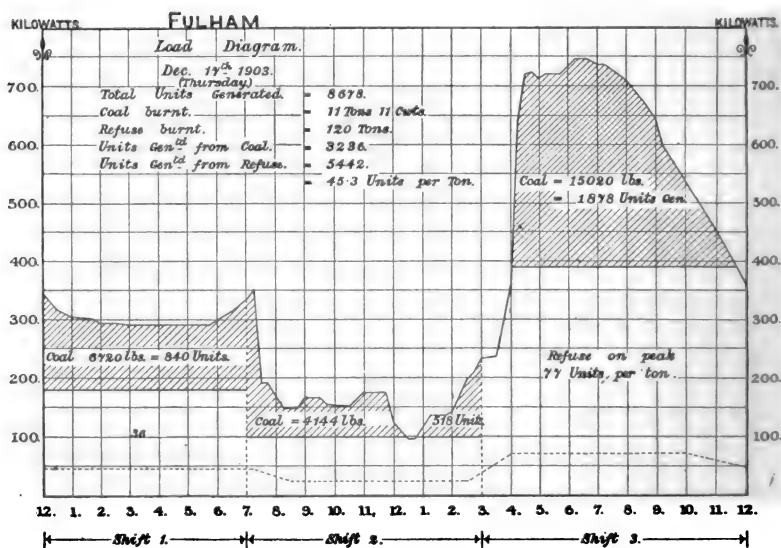 FULHAM
KILOWATTS. KILOWATTS.
Load Diagram.
Dec. 17th 1903.
(Thursday)
Total Units Generated. = 8678.
Coal burnt. = 11 Tons 11 Cwts.
Refuse burnt. = 120 Tons.
Units Gentd from Coal. = 3236.
Units Gentd from Refuse. = 5442.
= 45·3 Units per Ton.
700. 700.
600. 600.
500. 500.
400. 400.
300. 300.
200. 200.
100. 100.
Coal = 15020 lbs.
= 1878 Units Gen.
Coal 6720 lbs. = 840 Units.
Refuse on peak
77 Units, per ton.
Coal = 4144 lbs. 518 Units
36
12. 1. 2. 3. 4. 5. 6. 7. 8. 9. 10. 11. 12. 1. 2. 3. 4. 5. 6. 7. 8. 9. 10. 11. 12.
Shift 1. Shift 2. Shift 3.